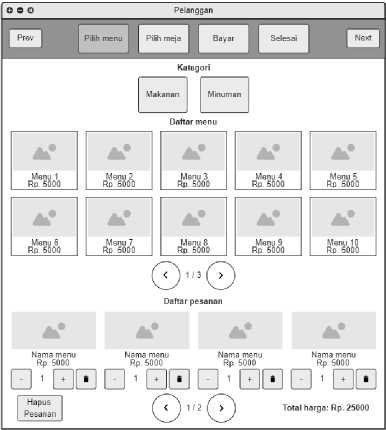 Pelanggan
Prev Pilih menu Pilih meja Bayar Selesai Next
Kategori
Makanan Minuman
Daftar menu
Menu 1 Menu 2 Menu 3 Menu 4 Menu 5
Rp. 5000 Rp. 5000 Rp. 5000 Rp. 5000 Rp. 5000
Menu 6 Menu 7 Menu 8 Menu 9 Menu 10
Rp. 5000 Rp. 5000 Rp. 5000 Rp. 5000 Rp. 5000
< 1 / 3 >
Daftar pesanan
Nama menu Nama menu Nama menu Nama menu
Rp. 5000 Rp. 5000 Rp. 5000 Rp. 5000
- 1 + - 1 + - 1 + - 1 +
Hapus
Pesanan
< 1 / 2 > Total harga: Rp. 25000